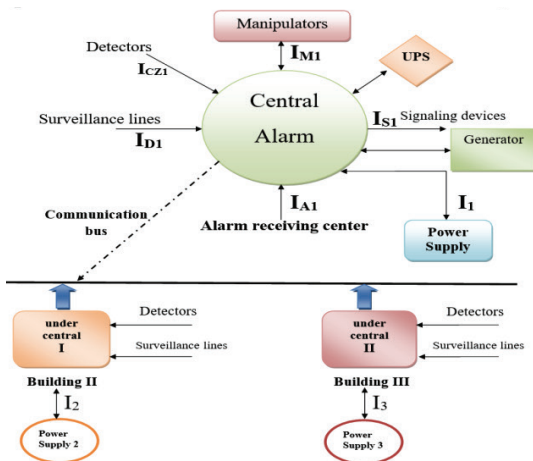 Manipulators
Detectors
I_M1
UPS
I_CZ1
Central
Alarm
Surveillance lines
I_S1
Signaling devices
I_D1
Generator
Communication
bus
I_A1
I_1
Alarm receiving center
Power
Supply
under
central
I
Detectors
Surveillance lines
under
central
II
Detectors
Surveillance lines
Building II
Building III
I_2
I_3
Power
Supply 2
Power
Supply 3